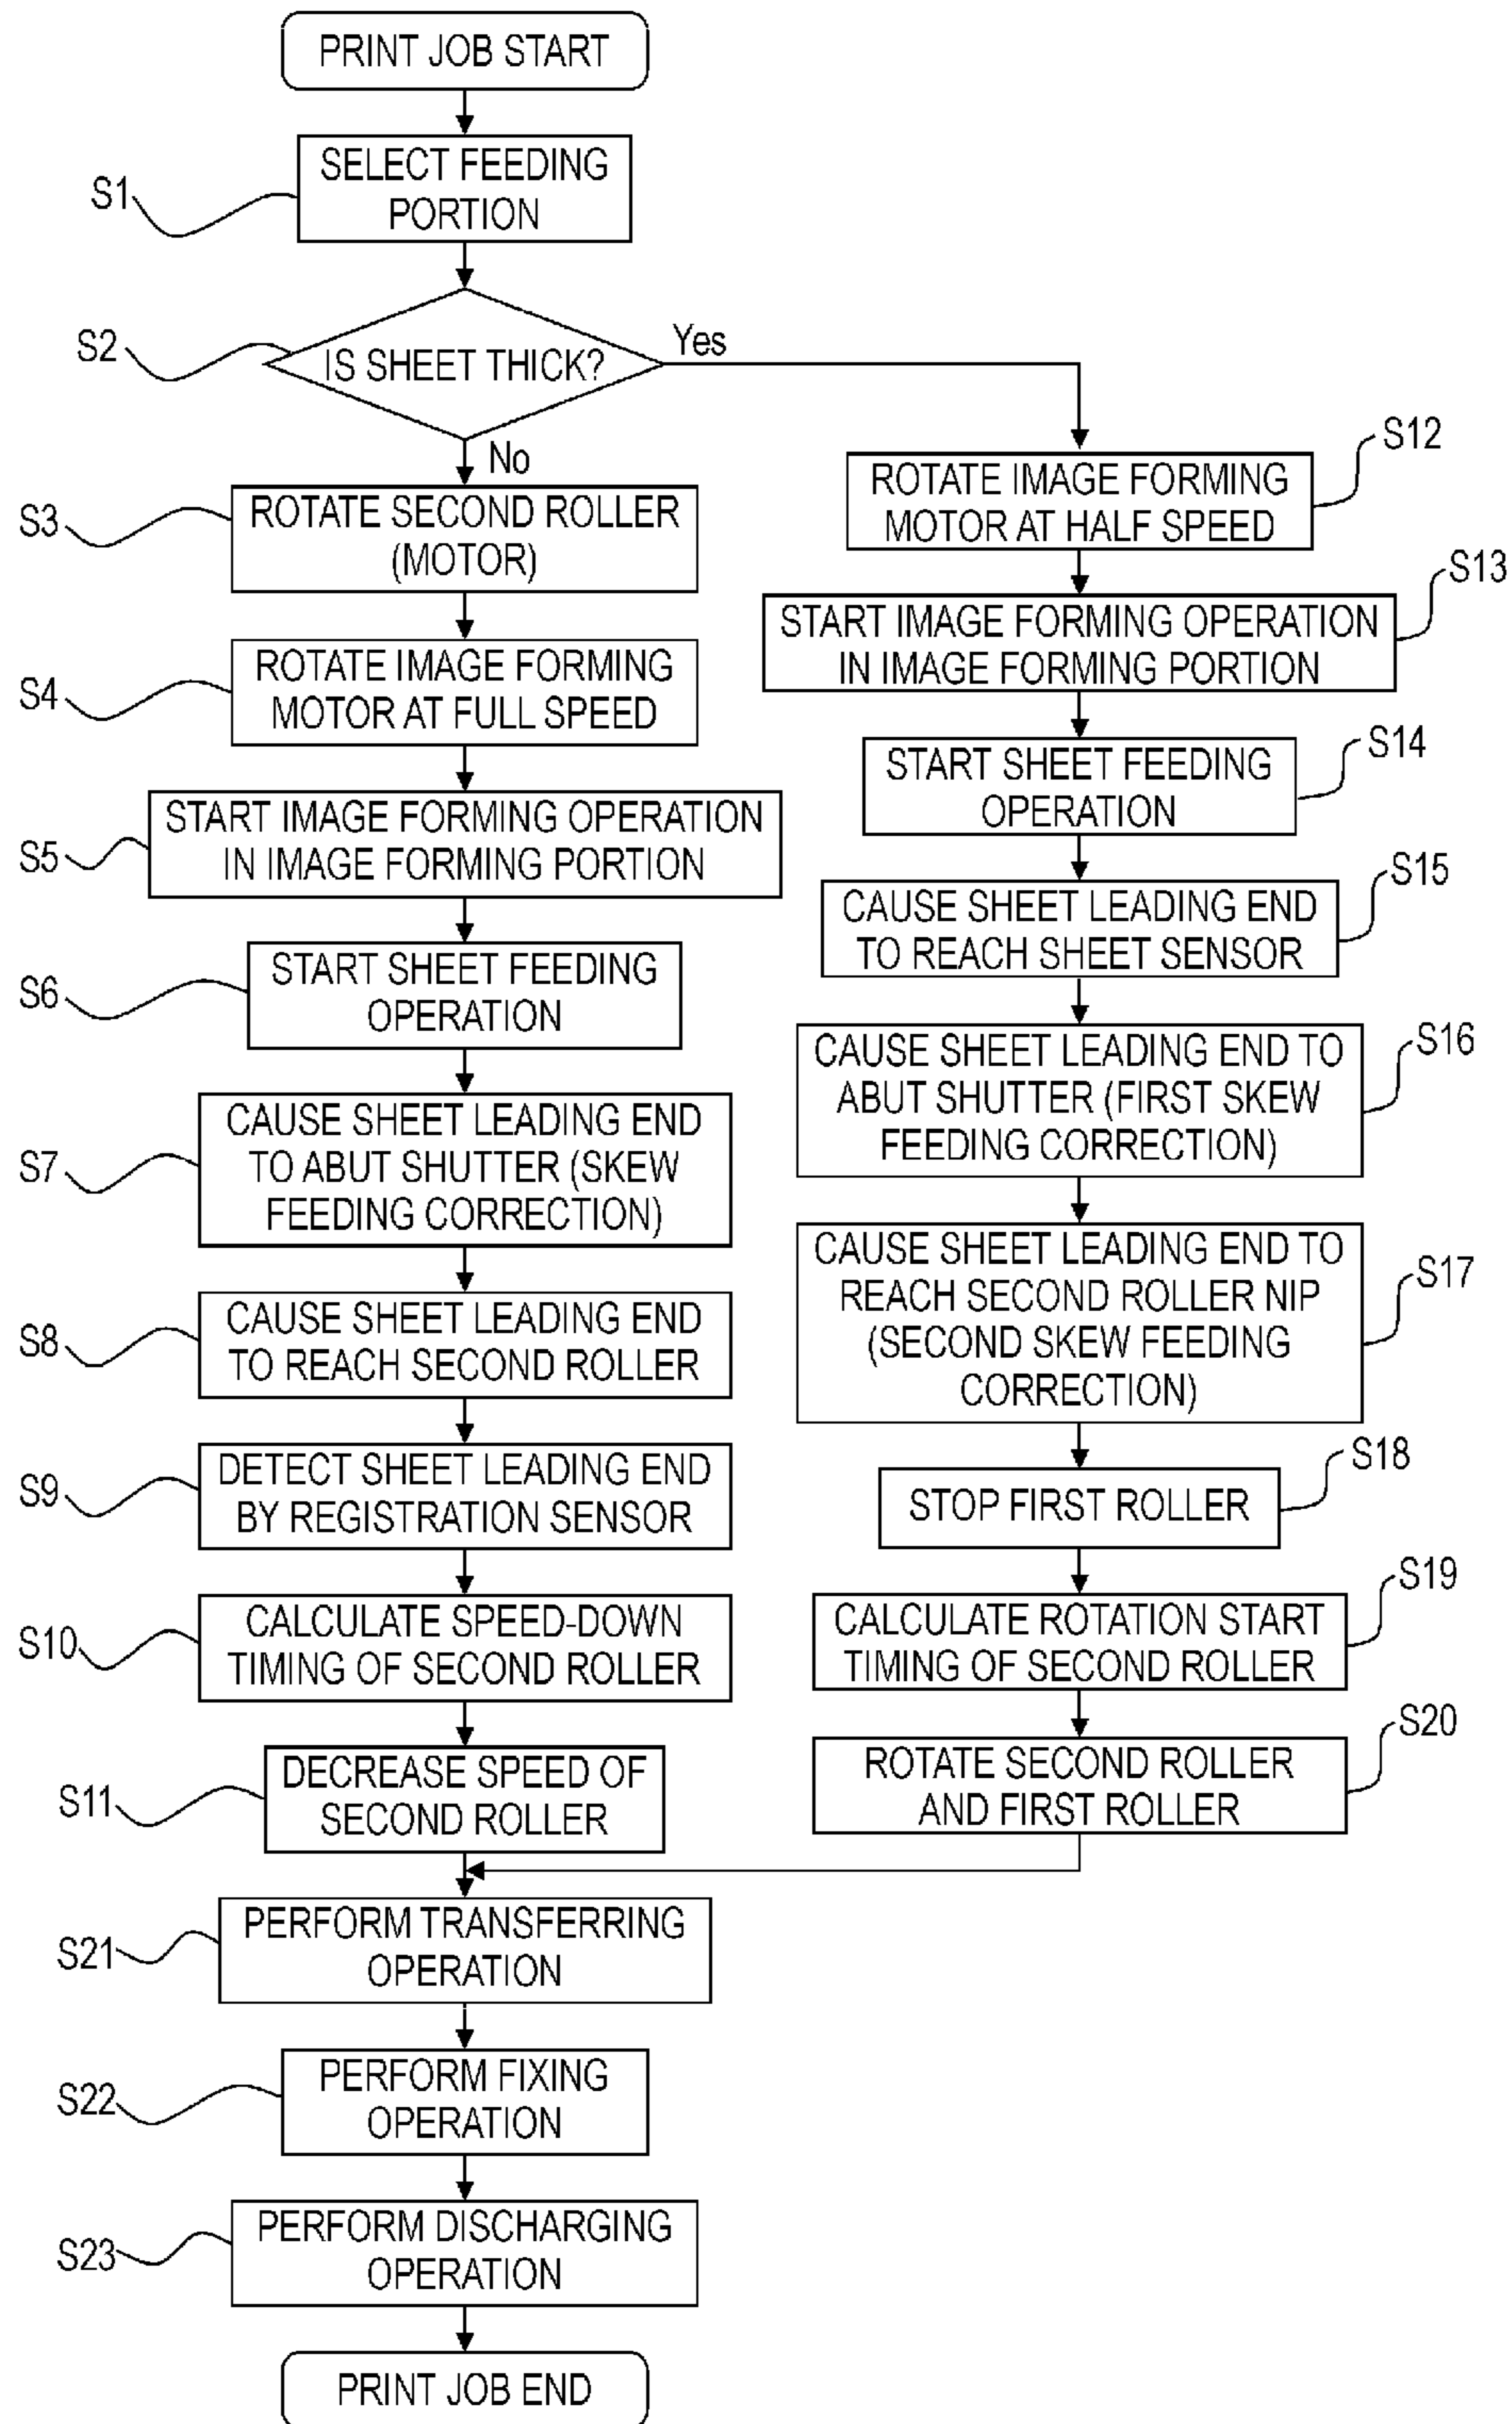 PRINT JOB START
S1
SELECT FEEDING
PORTION
S2
IS SHEET THICK?
Yes
No
S3
ROTATE SECOND ROLLER
(MOTOR)
S4
ROTATE IMAGE FORMING
MOTOR AT FULL SPEED
S5
START IMAGE FORMING OPERATION
IN IMAGE FORMING PORTION
S6
START SHEET FEEDING
OPERATION
S7
CAUSE SHEET LEADING END
TO ABUT SHUTTER (SKEW
FEEDING CORRECTION)
S8
CAUSE SHEET LEADING END
TO REACH SECOND ROLLER
S9
DETECT SHEET LEADING END
BY REGISTRATION SENSOR
S10
CALCULATE SPEED-DOWN
TIMING OF SECOND ROLLER
S11
DECREASE SPEED OF
SECOND ROLLER
S12
ROTATE IMAGE FORMING
MOTOR AT HALF SPEED
S13
START IMAGE FORMING OPERATION
IN IMAGE FORMING PORTION
S14
START SHEET FEEDING
OPERATION
S15
CAUSE SHEET LEADING END
TO REACH SHEET SENSOR
S16
CAUSE SHEET LEADING END TO
ABUT SHUTTER (FIRST SKEW
FEEDING CORRECTION)
S17
CAUSE SHEET LEADING END TO
REACH SECOND ROLLER NIP
(SECOND SKEW FEEDING
CORRECTION)
S18
STOP FIRST ROLLER
S19
CALCULATE ROTATION START
TIMING OF SECOND ROLLER
S20
ROTATE SECOND ROLLER
AND FIRST ROLLER
S21
PERFORM TRANSFERRING
OPERATION
S22
PERFORM FIXING
OPERATION
S23
PERFORM DISCHARGING
OPERATION
PRINT JOB END